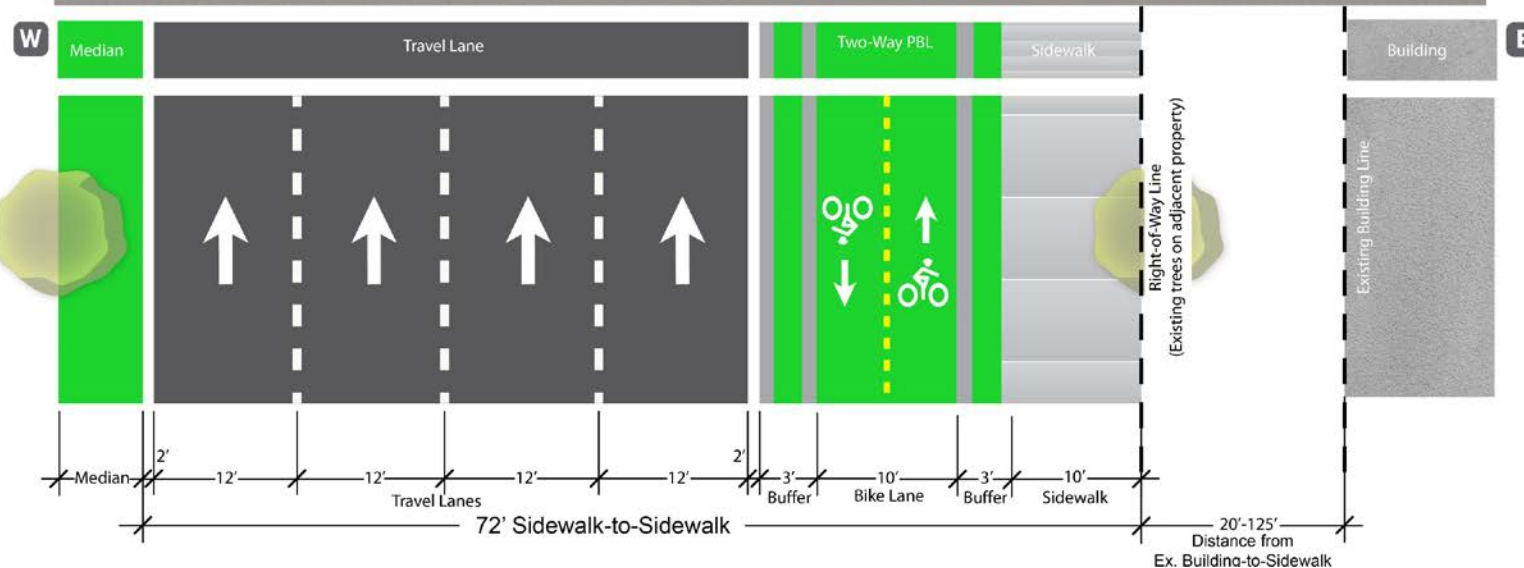 W
Median
Travel Lane
Two-Way PBL
Sidewalk
Building
Right-of-Way Line
(Existing trees on adjacent property)
Existing Building Line
2'
2'
Median
12'
12'
12'
12'
3'
10'
3'
10'
Travel Lanes
Buffer
Bike Lane
Buffer
Sidewalk
72' Sidewalk-to-Sidewalk
20'-125'
Distance from
Ex. Building-to-Sidewalk